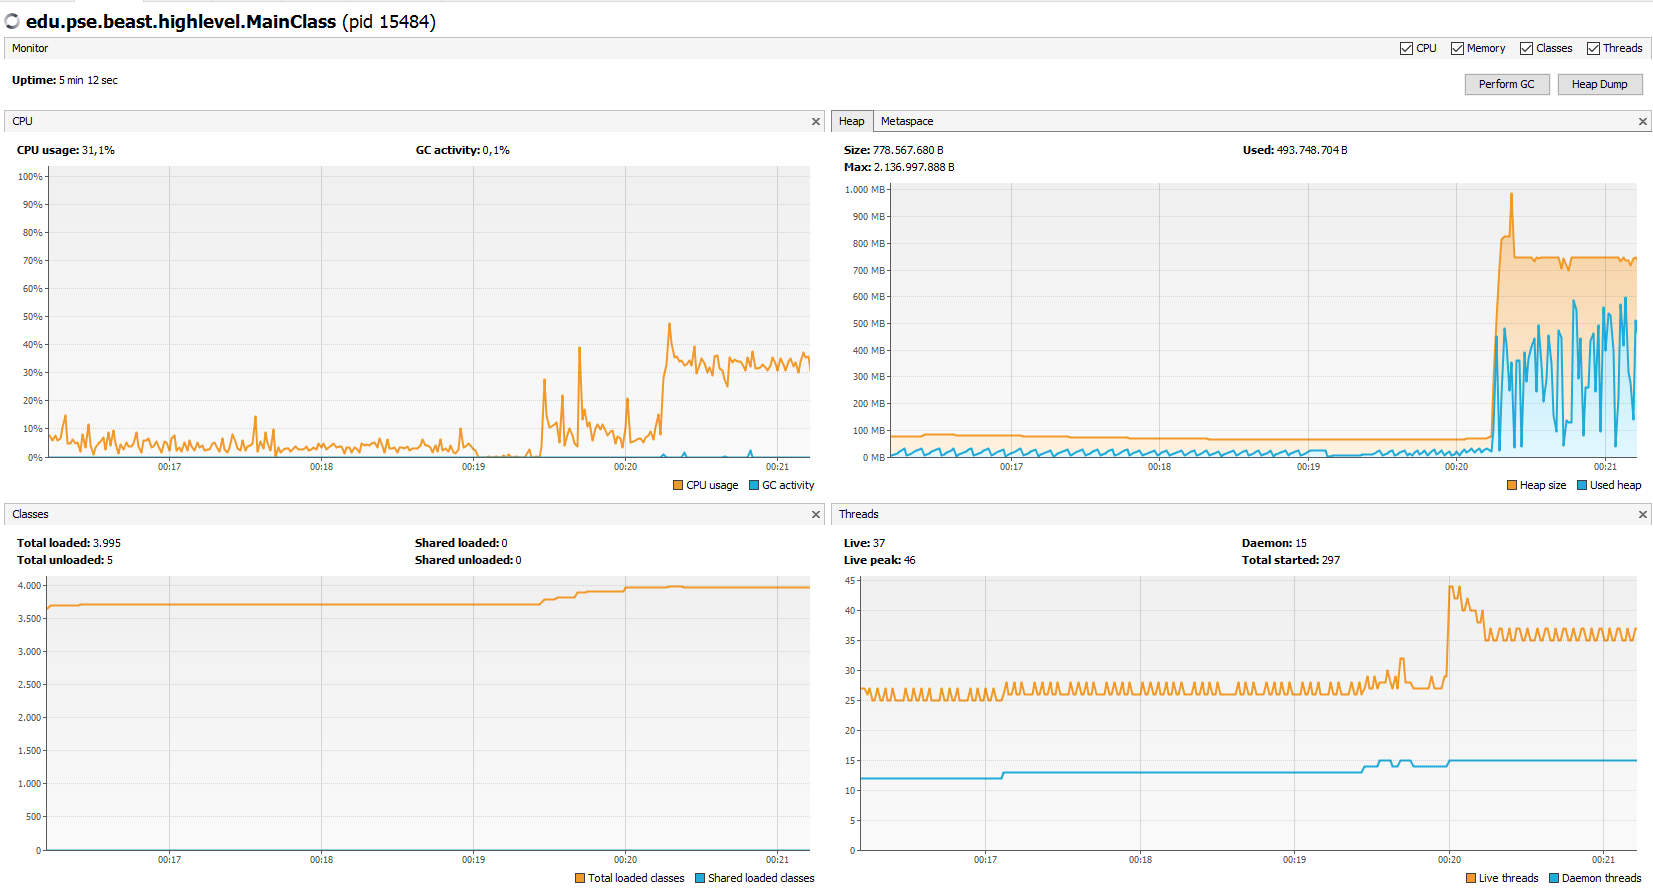 edu.pse.beast.highlevel.MainClass (pid 15484)
Monitor
CPU Memory Classes Threads
Uptime: 5 min 12 sec
Perform GC Heap Dump
CPU
CPU usage: 31,1% GC activity: 0,1%
100%
90%
80%
70%
60%
50%
40%
30%
20%
10%
0%
00:17 00:18 00:19 00:20 00:21
CPU usage GC activity
Heap Metaspace
Size: 778.567.680 B Used: 493.748.704 B
Max: 2.136.997.888 B
1.000 MB
900 MB
800 MB
700 MB
600 MB
500 MB
400 MB
300 MB
200 MB
100 MB
0 MB
00:17 00:18 00:19 00:20 00:21
Heap size Used heap
Classes
Total loaded: 3.995 Shared loaded: 0
Total unloaded: 5 Shared unloaded: 0
4.000
3.500
3.000
2.500
2.000
1.500
1.000
500
0
00:17 00:18 00:19 00:20 00:21
Total loaded classes Shared loaded classes
Threads
Live: 37 Daemon: 15
Live peak: 46 Total started: 297
45
40
35
30
25
20
15
10
5
0
00:17 00:18 00:19 00:20 00:21
Live threads Daemon threads